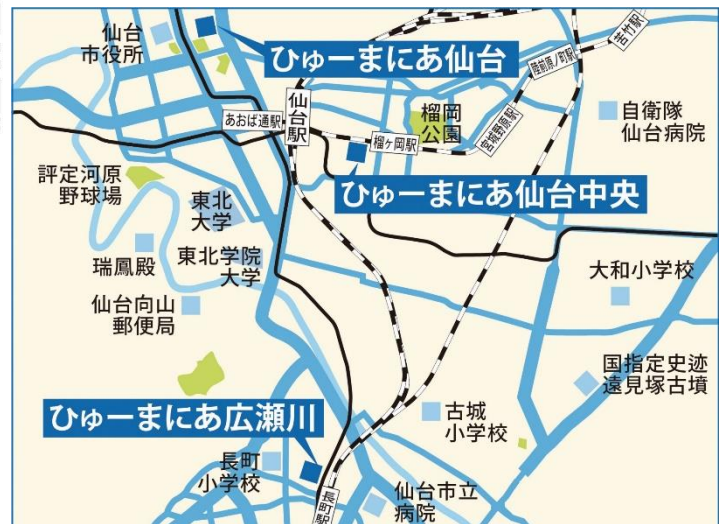 仙台
市役所
ひゅーまにあ仙台
苦竹駅
陸前原ノ町駅
あおば通駅
仙台駅
榴岡
公園
宮城野原駅
自衛隊
仙台病院
榴ヶ岡駅
評定河原
野球場
東北
大学
ひゅーまにあ仙台中央
瑞鳳殿
東北学院
大学
大和小学校
仙台向山
郵便局
国指定史跡
遠見塚古墳
ひゅーまにあ広瀬川
古城
小学校
長町
小学校
長町駅
仙台市立
病院